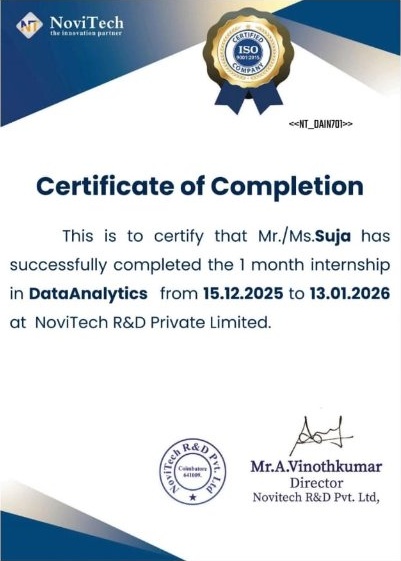 NT NoviTech
the innovation partner
CERTIFIED
ISO
9001:2015
COMPANY
<<NT_DAIN701>>
Certificate of Completion
This is to certify that Mr./Ms.Suja has
successfully completed the 1 month internship
in DataAnalytics from 15.12.2025 to 13.01.2026
at NoviTech R&D Private Limited.
NoviTech R&D Pvt. Ltd
Coimbatore
641009.
Mr.A.Vinothkumar
Director
Novitech R&D Pvt. Ltd,